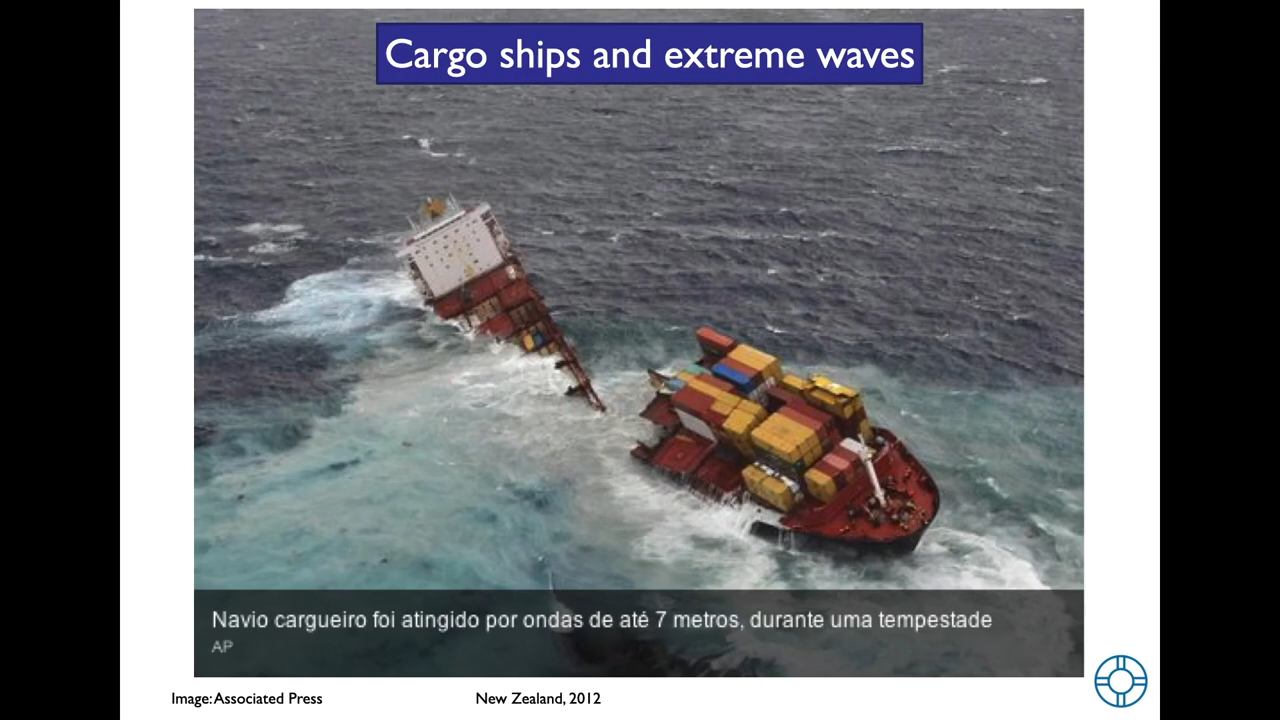 Cargo ships and extreme waves
Navio cargueiro foi atingido por ondas de até 7 metros, durante uma tempestade
AP
Image: Associated Press
New Zealand, 2012